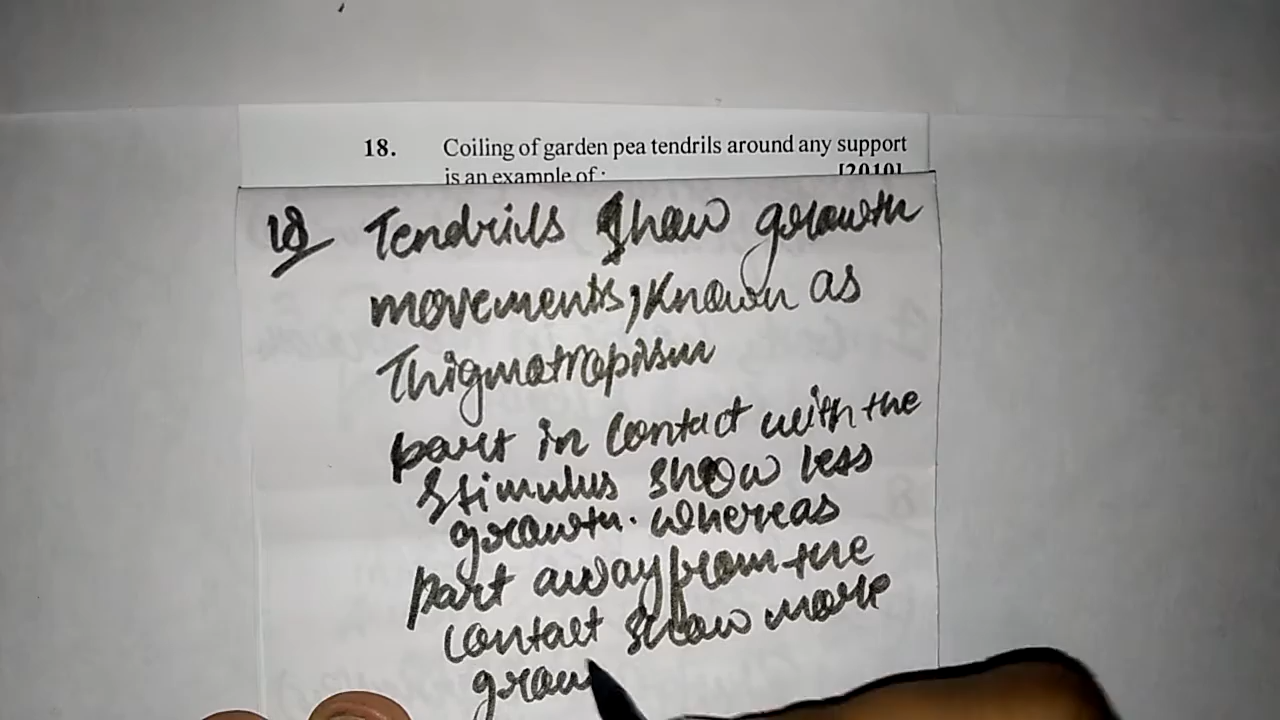 18. Coiling of garden pea tendrils around any support
is an example of : [2010]
18 Tendrils show growth
movements, Known as
Thigmotropism
part in contact with the
stimulus show less
growth. whereas
part away from the
contact show more
grow